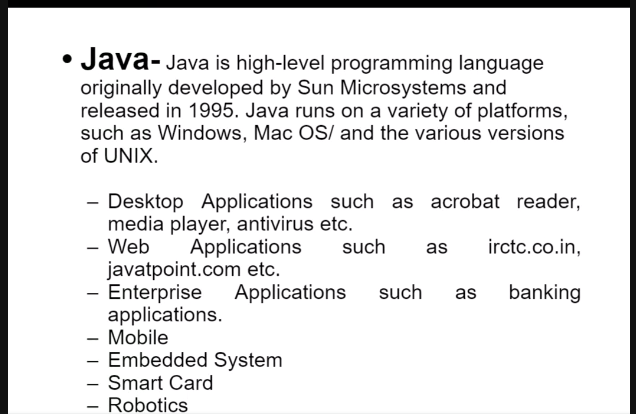 • Java- Java is high-level programming language
originally developed by Sun Microsystems and
released in 1995. Java runs on a variety of platforms,
such as Windows, Mac OS/ and the various versions
of UNIX.
– Desktop Applications such as acrobat reader,
media player, antivirus etc.
– Web Applications such as irctc.co.in,
javatpoint.com etc.
– Enterprise Applications such as banking
applications.
– Mobile
– Embedded System
– Smart Card
– Robotics